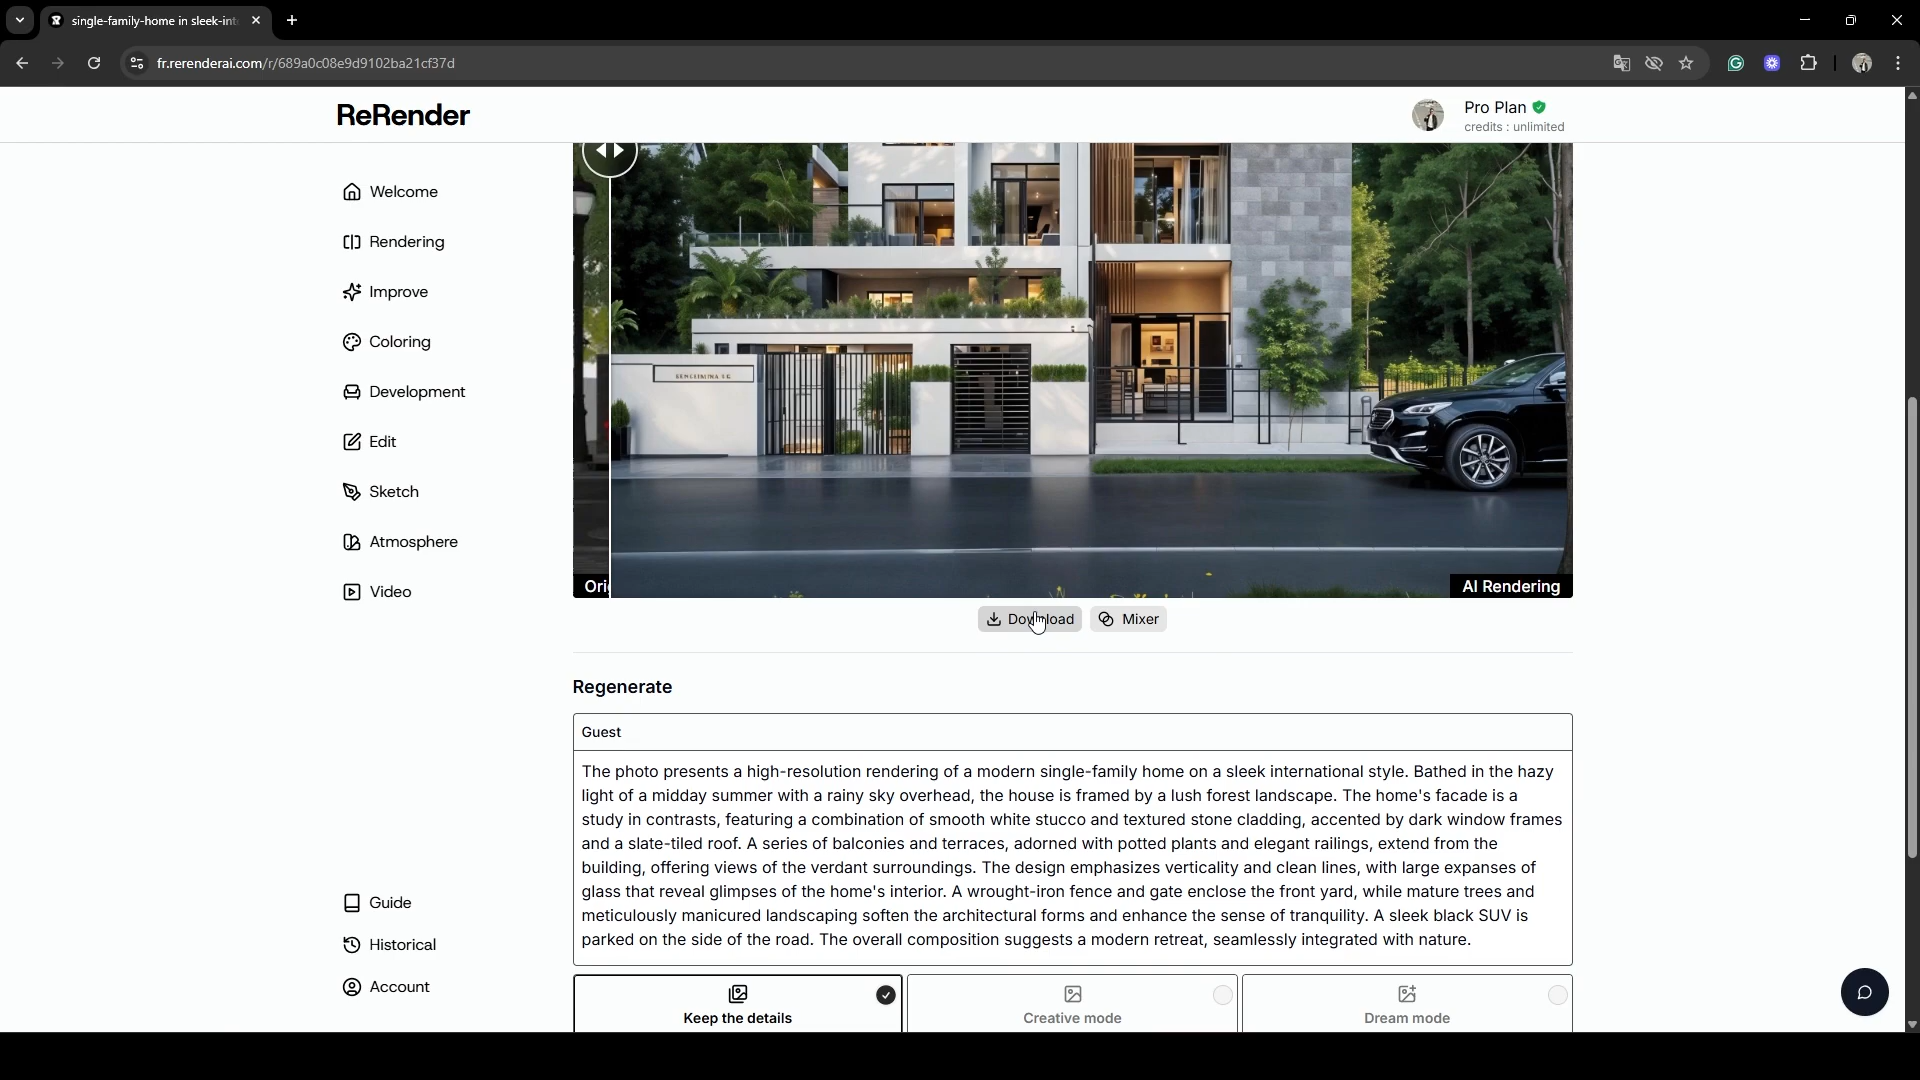 single-family-home in sleek-int
fr.rerenderai.com/r/689a0c08e9d9102ba21cf37d
ReRender
Pro Plan
credits : unlimited
Welcome
Rendering
Improve
Coloring
Development
Edit
Sketch
Atmosphere
Video
Guide
Historical
Account
Ori
AI Rendering
Download
Mixer
Regenerate
Guest
The photo presents a high-resolution rendering of a modern single-family home on a sleek international style. Bathed in the hazy
light of a midday summer with a rainy sky overhead, the house is framed by a lush forest landscape. The home's facade is a
study in contrasts, featuring a combination of smooth white stucco and textured stone cladding, accented by dark window frames
and a slate-tiled roof. A series of balconies and terraces, adorned with potted plants and elegant railings, extend from the
building, offering views of the verdant surroundings. The design emphasizes verticality and clean lines, with large expanses of
glass that reveal glimpses of the home's interior. A wrought-iron fence and gate enclose the front yard, while mature trees and
meticulously manicured landscaping soften the architectural forms and enhance the sense of tranquility. A sleek black SUV is
parked on the side of the road. The overall composition suggests a modern retreat, seamlessly integrated with nature.
Keep the details
Creative mode
Dream mode